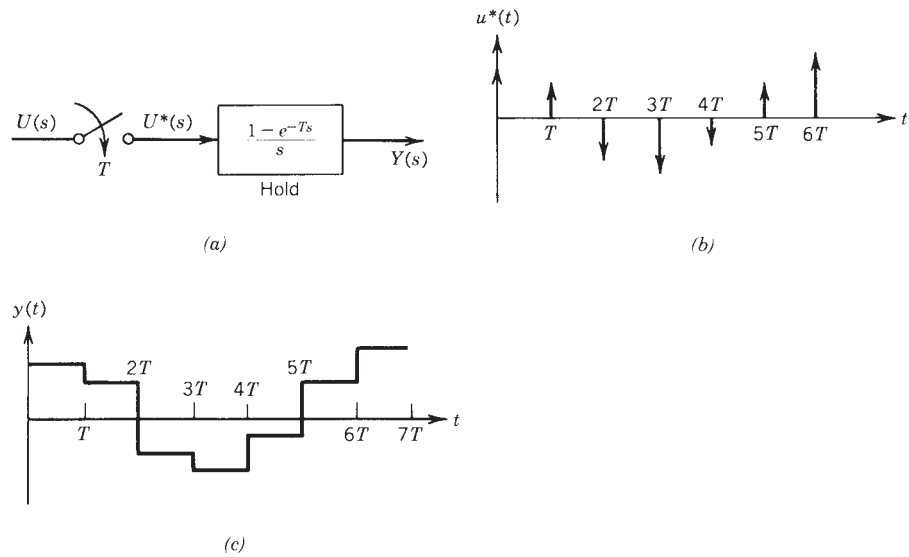 U(s)
U*(s)
T
1 − e^{−Ts}
s
Hold
Y(s)
(a)
u*(t)
T
2T
3T
4T
5T
6T
t
(b)
y(t)
T
2T
3T
4T
5T
6T
7T
t
(c)